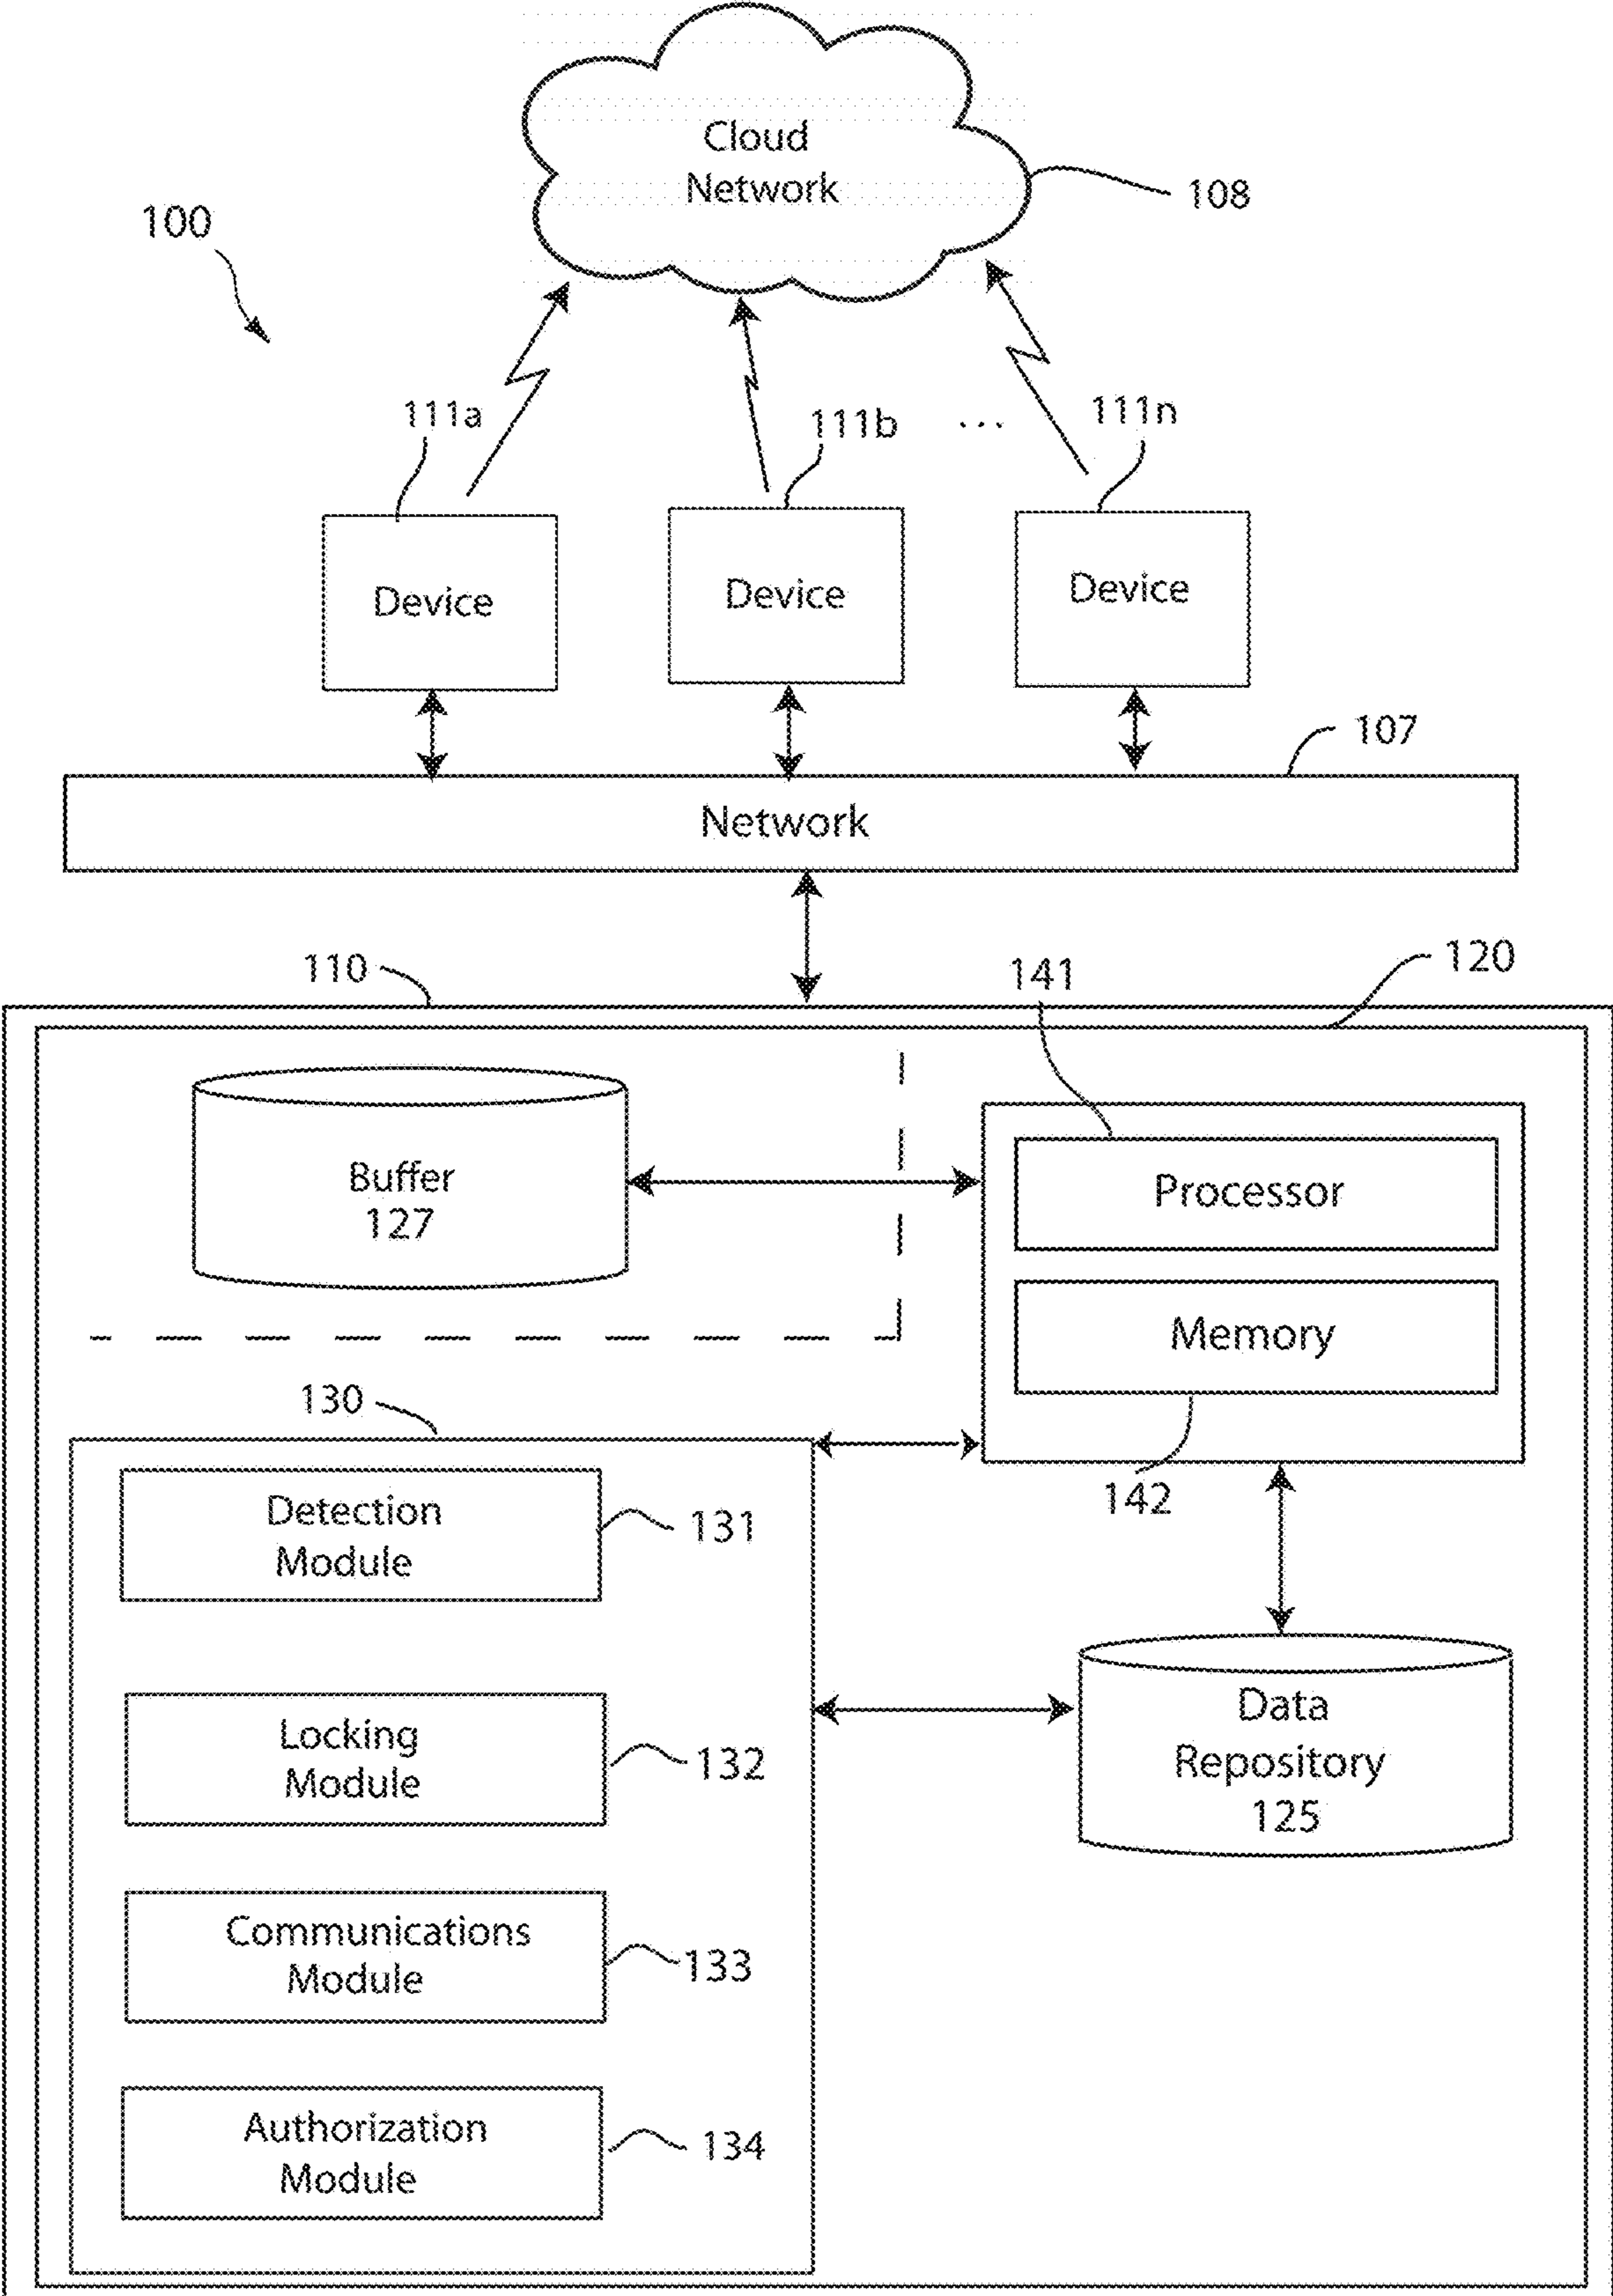 Cloud
Network
108
100
111a
111b
...
111n
Device
Device
Device
107
Network
110
141
120
Buffer
127
Processor
Memory
142
130
Detection
Module
131
Locking
Module
132
Communications
Module
133
Authorization
Module
134
Data
Repository
125